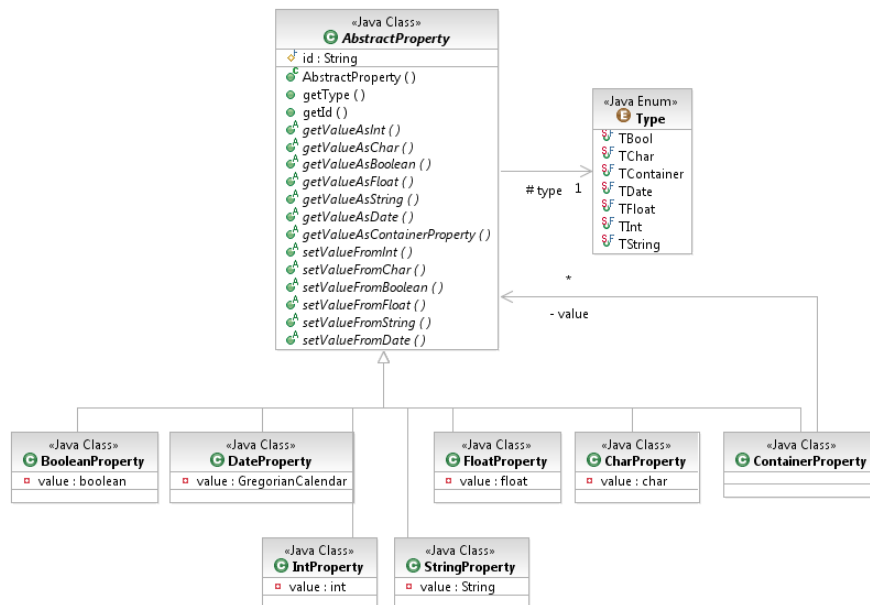 «Java Class»
C AbstractProperty
F id : String
C AbstractProperty ( )
getType ( )
getId ( )
A getValueAsInt ( )
A getValueAsChar ( )
A getValueAsBoolean ( )
A getValueAsFloat ( )
A getValueAsString ( )
A getValueAsDate ( )
A getValueAsContainerProperty ( )
A setValueFromInt ( )
A setValueFromChar ( )
A setValueFromBoolean ( )
A setValueFromFloat ( )
A setValueFromString ( )
A setValueFromDate ( )
# type
1
«Java Enum»
E Type
S F TBool
S F TChar
S F TContainer
S F TDate
S F TFloat
S F TInt
S F TString
*
- value
«Java Class»
C BooleanProperty
value : boolean
«Java Class»
C DateProperty
value : GregorianCalendar
«Java Class»
C FloatProperty
value : float
«Java Class»
C CharProperty
value : char
«Java Class»
C ContainerProperty
«Java Class»
C IntProperty
value : int
«Java Class»
C StringProperty
value : String